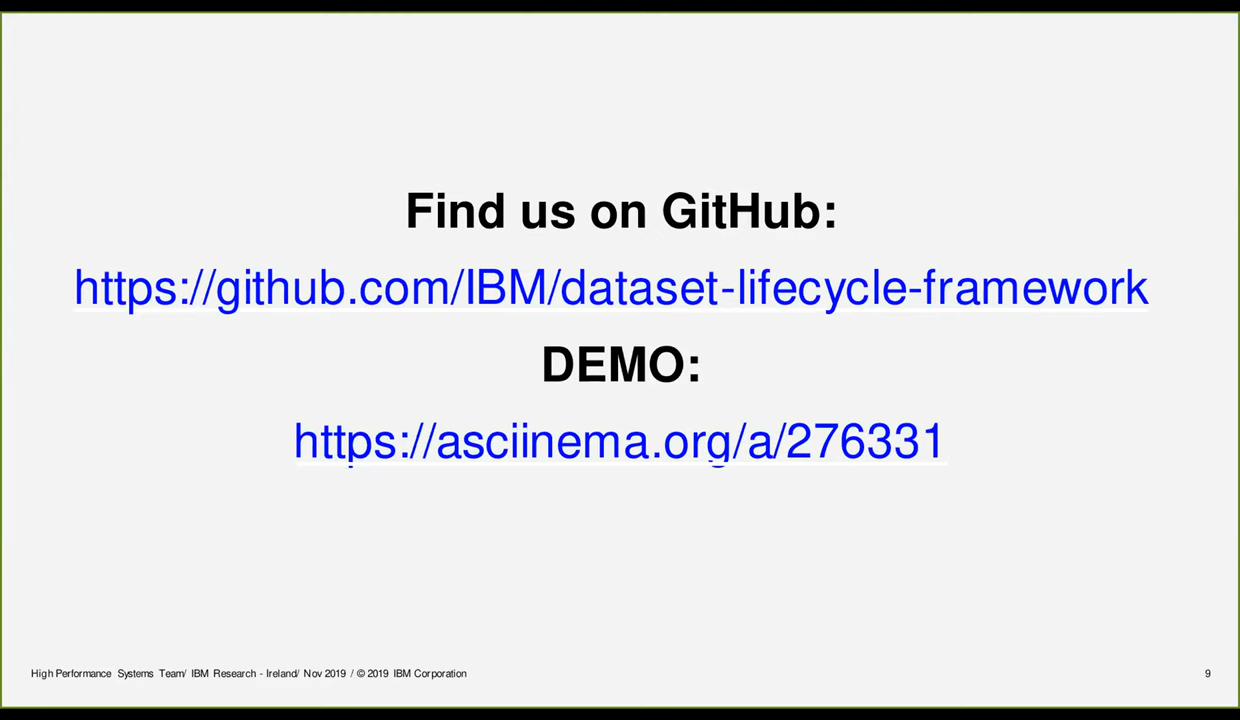 Find us on GitHub:
https://github.com/IBM/dataset-lifecycle-framework
DEMO:
https://asciinema.org/a/276331
High Performance Systems Team/ IBM Research - Ireland/ Nov 2019 / © 2019 IBM Corporation
9